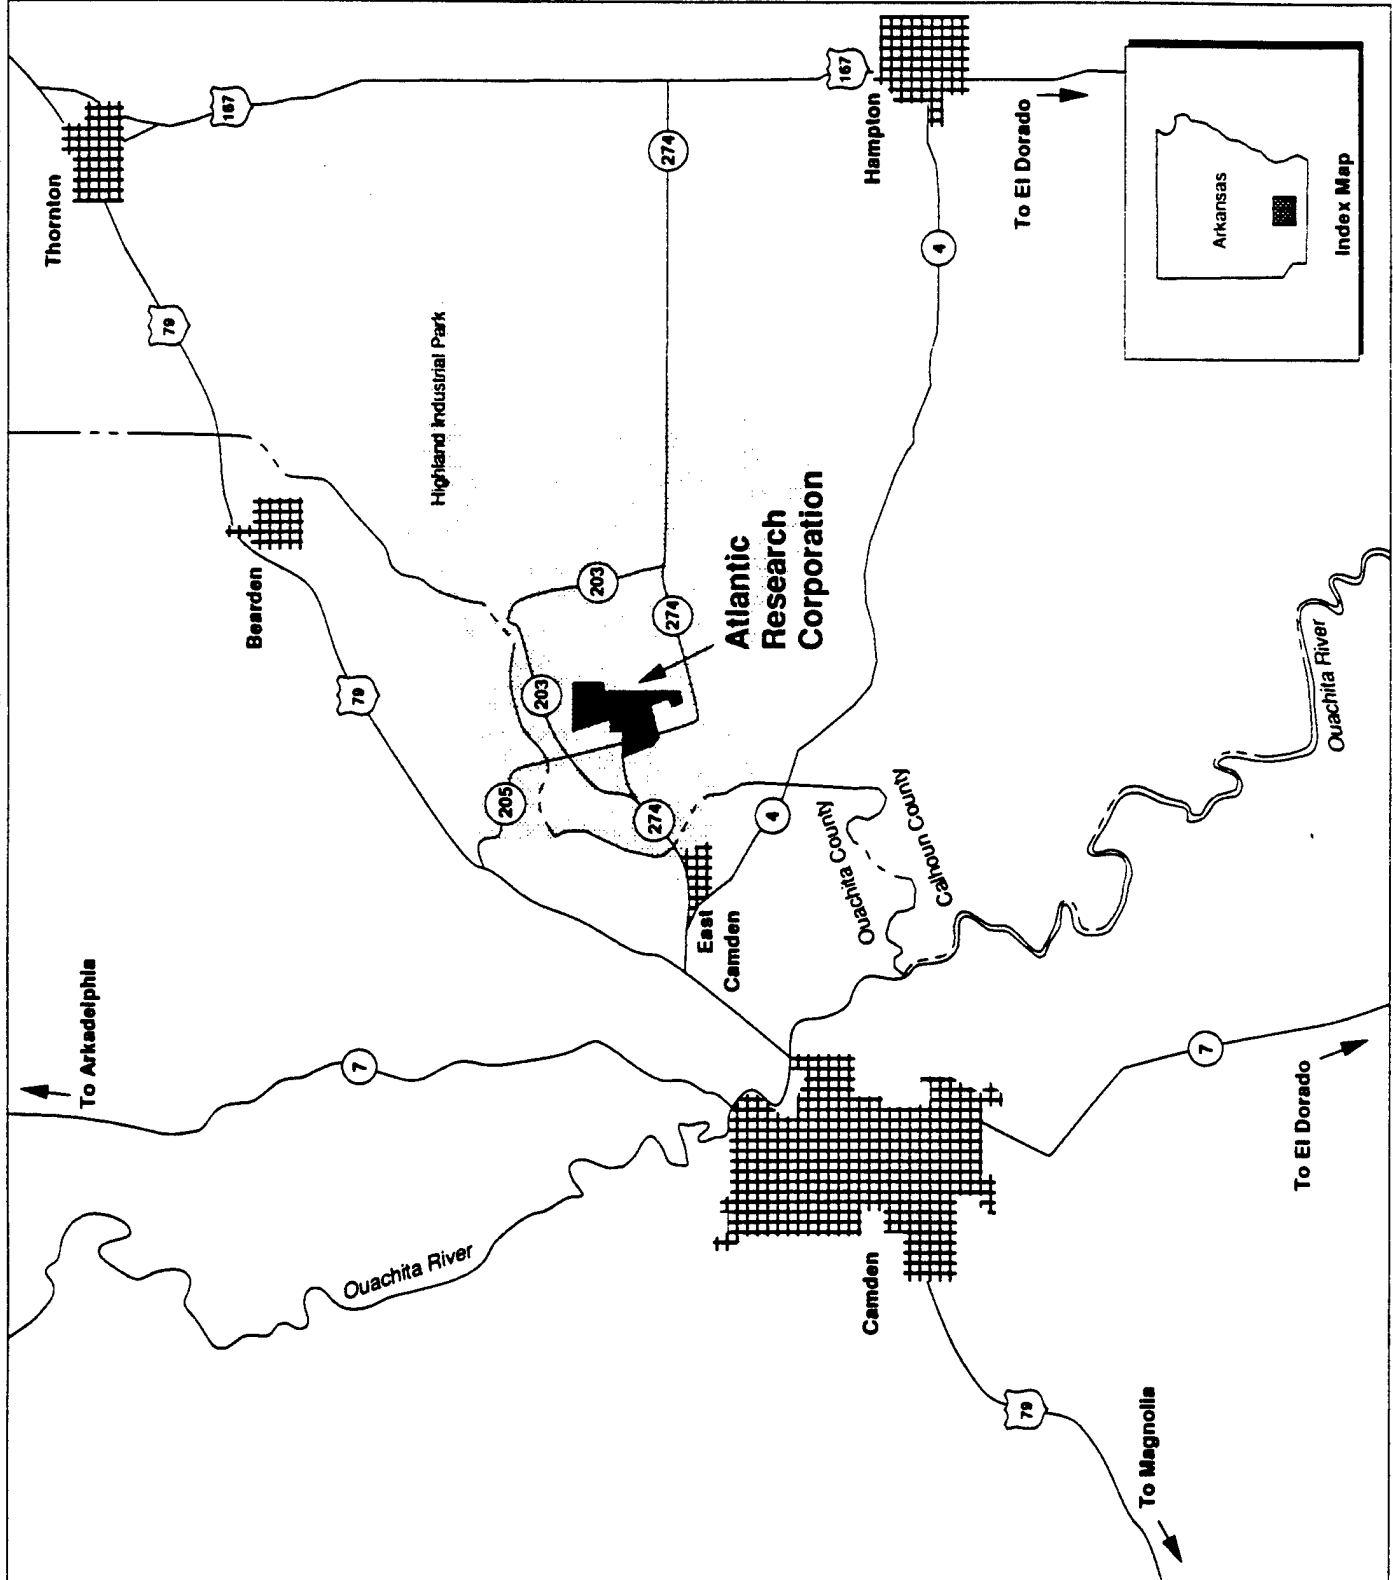 To Arkadelphia
Thornton
167
79
Bearden
79
Highland Industrial Park
7
Ouachita River
205
203
203
274
274
274
Atlantic
Research
Corporation
167
Hampton
4
4
To El Dorado
East
Camden
Ouachita County
Calhoun County
Camden
Ouachita River
7
To El Dorado
79
To Magnolia
Arkansas
Index Map